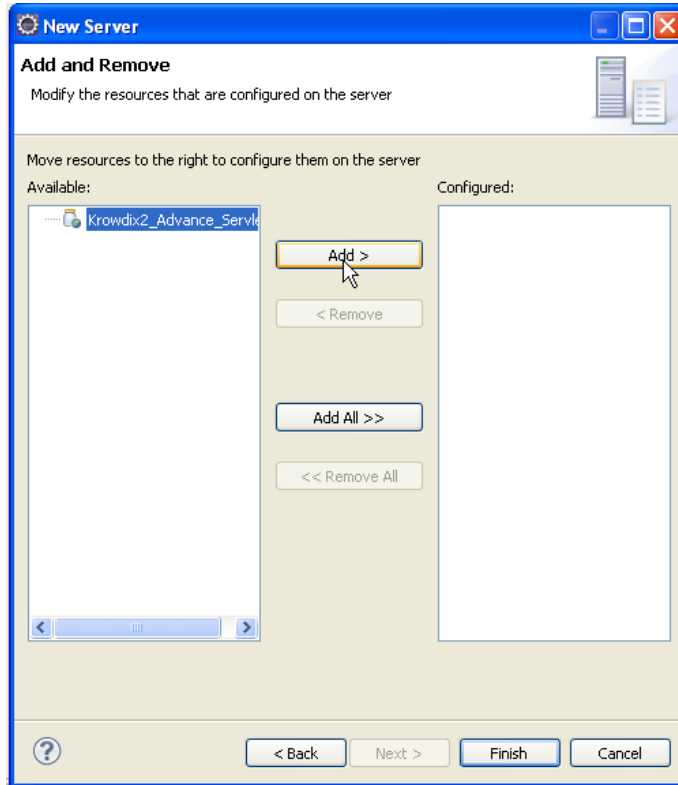 New Server
Add and Remove
Modify the resources that are configured on the server
Move resources to the right to configure them on the server
Available:
Configured:
Krowdix2_Advance_Servle
Add >
< Remove
Add All >>
<< Remove All
?
< Back
Next >
Finish
Cancel